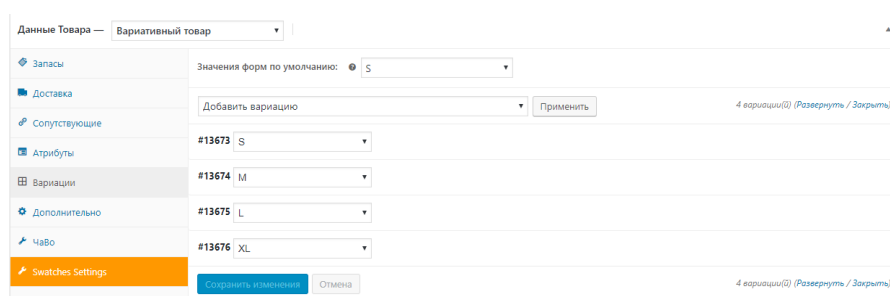 Данные Товара — Вариативный товар
Запасы
Доставка
Сопутствующие
Атрибуты
Вариации
Дополнительно
ЧаВо
Swatches Settings
Значения форм по умолчанию: S
Добавить вариацию Применить 4 вариации(й) (Развернуть / Закрыть)
#13673 S
#13674 M
#13675 L
#13676 XL
Сохранить изменения Отмена 4 вариации(й) (Развернуть / Закрыть)